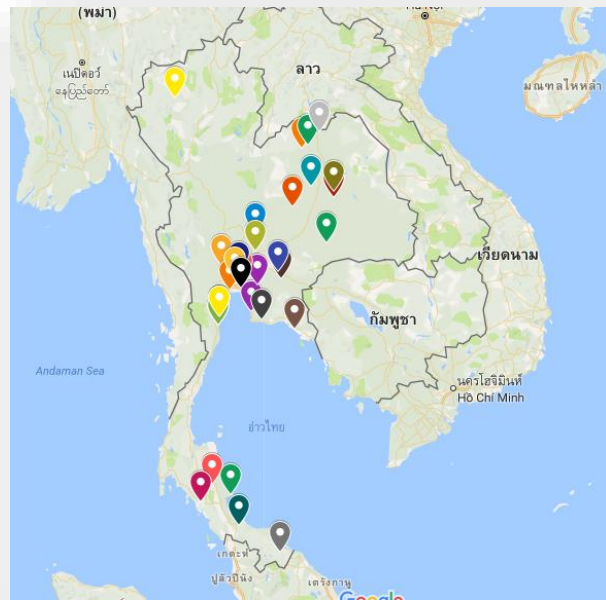 (พม่า)
เนปิดอว์
နေပြည်တော်
ลาว
มณฑลไหหลำ
เวียดนาม
กัมพูชา
Andaman Sea
นครโฮจิมินห์
Hồ Chí Minh
อ่าวไทย
เกดะห์
ปูเลาปีนัง
ตรังกานู
Google